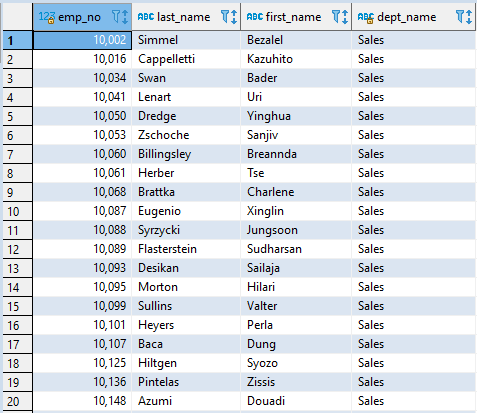 123 emp_no ABC last_name ABC first_name ABC dept_name
1 10,002 Simmel Bezalel Sales
2 10,016 Cappelletti Kazuhito Sales
3 10,034 Swan Bader Sales
4 10,041 Lenart Uri Sales
5 10,050 Dredge Yinghua Sales
6 10,053 Zschoche Sanjiv Sales
7 10,060 Billingsley Breannda Sales
8 10,061 Herber Tse Sales
9 10,068 Brattka Charlene Sales
10 10,087 Eugenio Xinglin Sales
11 10,088 Syrzycki Jungsoon Sales
12 10,089 Flasterstein Sudharsan Sales
13 10,093 Desikan Sailaja Sales
14 10,095 Morton Hilari Sales
15 10,099 Sullins Valter Sales
16 10,101 Heyers Perla Sales
17 10,107 Baca Dung Sales
18 10,125 Hiltgen Syozo Sales
19 10,136 Pintelas Zissis Sales
20 10,148 Azumi Douadi Sales